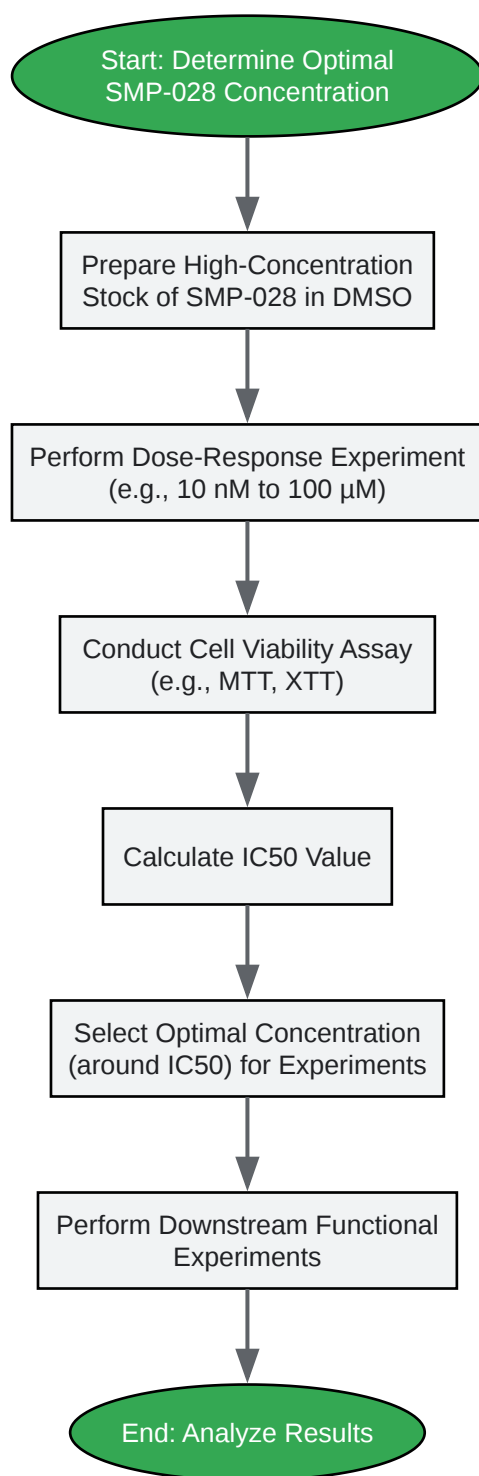 Start: Determine Optimal
SMP-028 Concentration
Prepare High-Concentration
Stock of SMP-028 in DMSO
Perform Dose-Response Experiment
(e.g., 10 nM to 100 µM)
Conduct Cell Viability Assay
(e.g., MTT, XTT)
Calculate IC50 Value
Select Optimal Concentration
(around IC50) for Experiments
Perform Downstream Functional
Experiments
End: Analyze Results